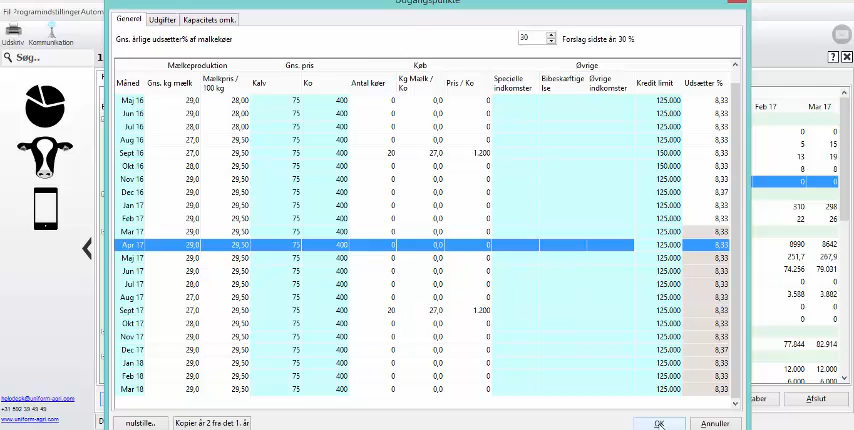 Udgangspunkte
Fil Programindstillinger
Udskriv Kommunikation
Søg..
Generel Udgifter Kapacitets omk.
Gns. årlige udsætter% af malkekøer 30 Forslag sidste år: 30 %
Mælkeproduktion Gns. pris Køb Øvrige
Måned Gns. kg mælk Mælkpris / 100 kg Kalv Ko Antal køer Kg Mælk / Ko Pris / Ko Specielle indkomster Bibeskæftige lse Øvrige indkomster Kredit limit Udsætter %
Maj 16 29,0 28,00 75 400 0 0,0 0 125.000 8,33
Jun 16 29,0 28,00 75 400 0 0,0 0 125.000 8,33
Jul 16 28,0 28,00 75 400 0 0,0 0 125.000 8,33
Aug 16 27,0 29,50 75 400 0 0,0 0 125.000 8,33
Sept 16 27,0 29,50 75 400 20 27,0 1.200 150.000 8,33
Okt 16 28,0 29,50 75 400 0 0,0 0 150.000 8,33
Nov 16 29,0 29,50 75 400 0 0,0 0 125.000 8,33
Dec 16 29,0 29,50 75 400 0 0,0 0 125.000 8,37
Jan 17 29,0 29,50 75 400 0 0,0 0 125.000 8,33
Feb 17 29,0 29,50 75 400 0 0,0 0 125.000 8,33
Mar 17 29,0 29,50 75 400 0 0,0 0 125.000 8,33
Apr 17 29,0 29,50 75 400 0 0,0 0 125.000 8,33
Maj 17 29,0 29,50 75 400 0 0,0 0 125.000 8,33
Jun 17 29,0 29,50 75 400 0 0,0 0 125.000 8,33
Jul 17 28,0 29,50 75 400 0 0,0 0 125.000 8,33
Aug 17 27,0 29,50 75 400 0 0,0 0 125.000 8,33
Sept 17 27,0 29,50 75 400 20 27,0 1.200 125.000 8,33
Okt 17 28,0 29,50 75 400 0 0,0 0 125.000 8,33
Nov 17 29,0 29,50 75 400 0 0,0 0 125.000 8,33
Dec 17 29,0 29,50 75 400 0 0,0 0 125.000 8,37
Jan 18 29,0 29,50 75 400 0 0,0 0 125.000 8,33
Feb 18 29,0 29,50 75 400 0 0,0 0 125.000 8,33
Mar 18 29,0 29,50 75 400 0 0,0 0 125.000 8,33
nulstille.. Kopier år 2 fra det 1. år OK Annuller
Feb 17 Mar 17
0 0
5 15
13 19
8 8
0 0
310 298
22 26
8990 8642
251,7 267,9
74.256 79.031
0 0
3.588 3.882
0 0
0 0
77.844 82.914
12.000 12.000
6.000 6.000
Afslut
helpdesk@uniform-agri.com
+31 592 39 49 49
www.uniform-agri.com